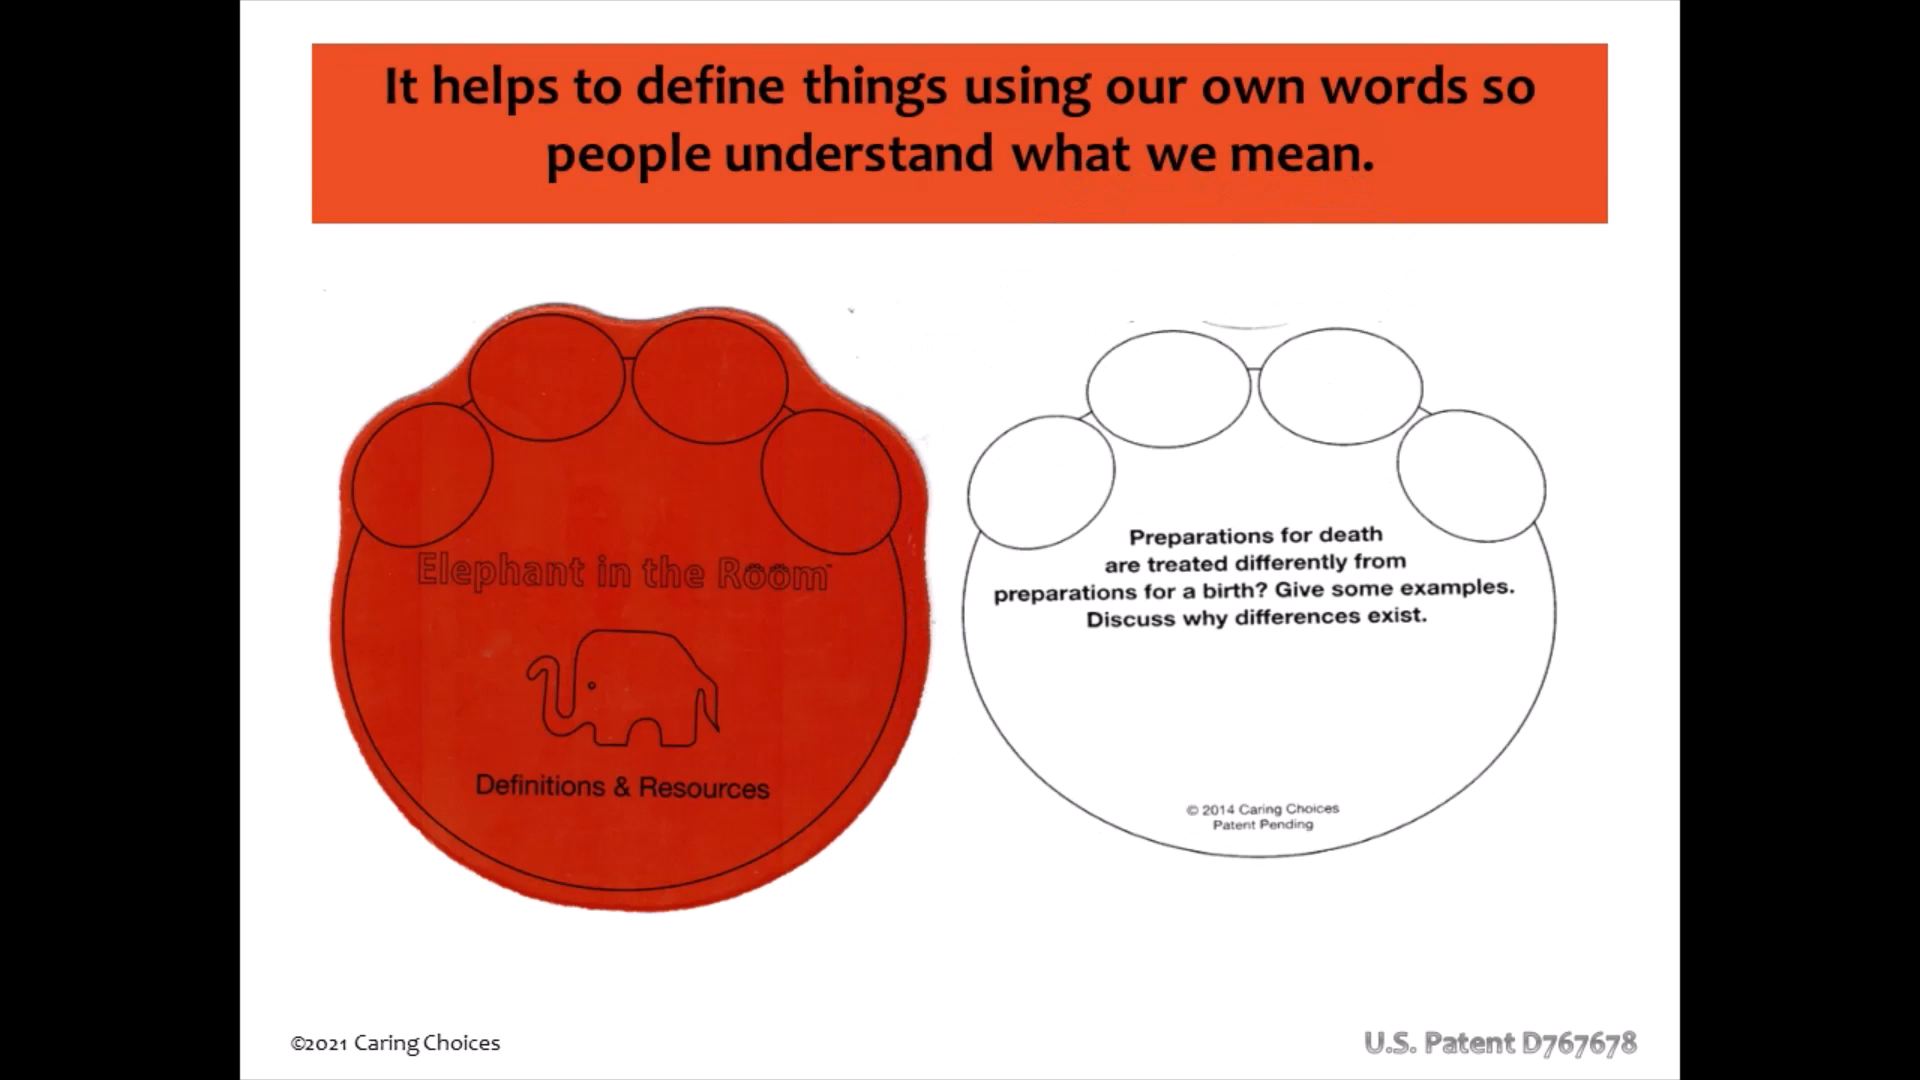 It helps to define things using our own words so
people understand what we mean.
Elephant in the Room™
Definitions & Resources
Preparations for death
are treated differently from
preparations for a birth? Give some examples.
Discuss why differences exist.
© 2014 Caring Choices
Patent Pending
©2021 Caring Choices
U.S. Patent D767678